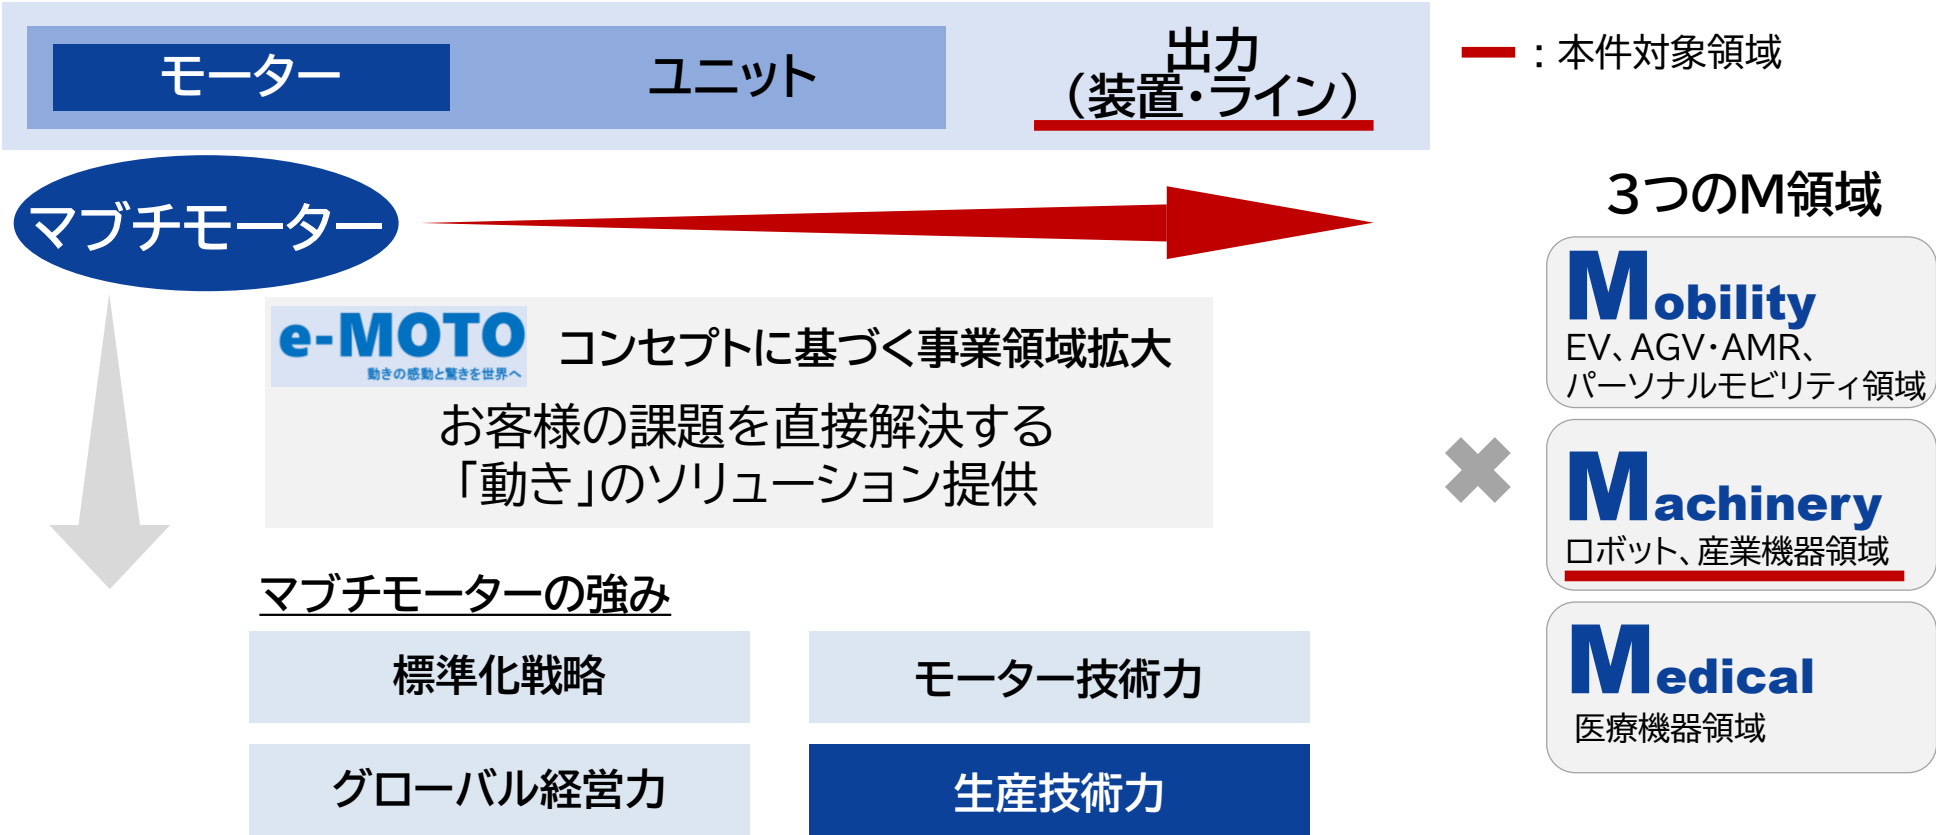 モーター
ユニット
出力
（装置・ライン）
：本件対象領域
マブチモーター
3つのM領域
e-MOTO
動きの感動と驚きを世界へ
コンセプトに基づく事業領域拡大
お客様の課題を直接解決する
「動き」のソリューション提供
Mobility
EV、AGV・AMR、
パーソナルモビリティ領域
Machinery
ロボット、産業機器領域
Medical
医療機器領域
マブチモーターの強み
標準化戦略
モーター技術力
グローバル経営力
生産技術力